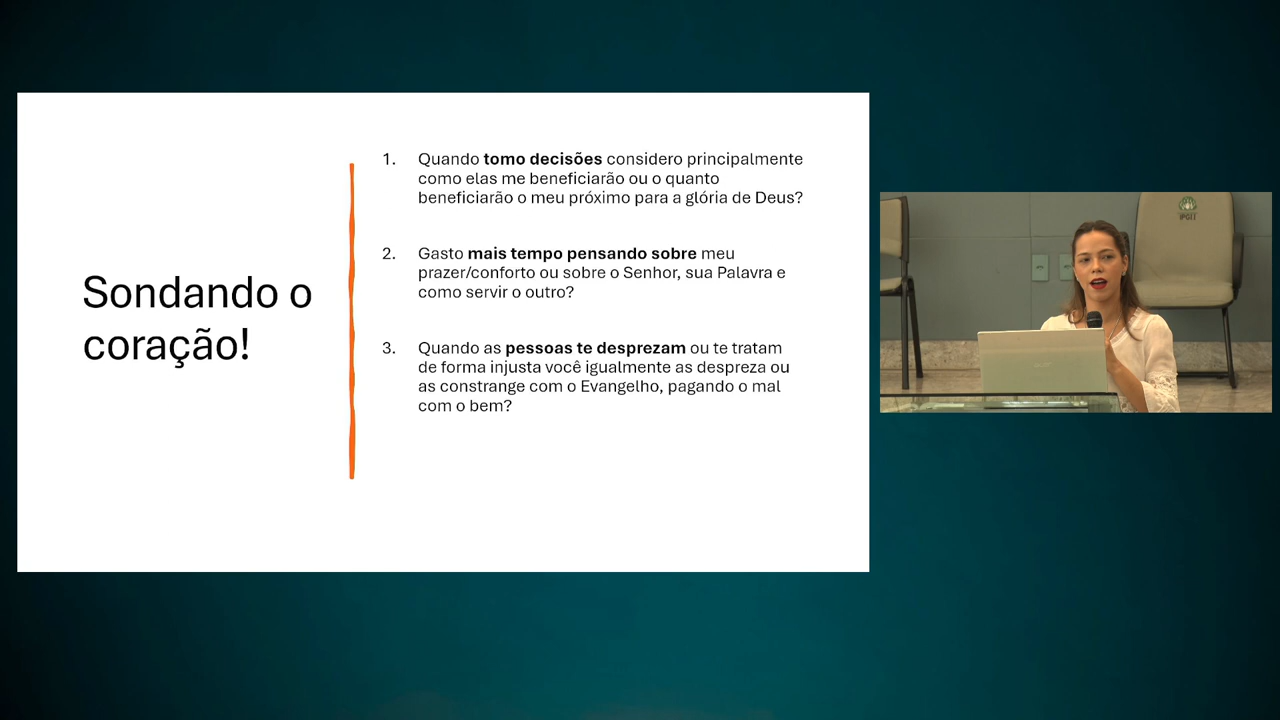 Sondando o
coração!
1. Quando tomo decisões considero principalmente
como elas me beneficiarão ou o quanto
beneficiarão o meu próximo para a glória de Deus?
2. Gasto mais tempo pensando sobre meu
prazer/conforto ou sobre o Senhor, sua Palavra e
como servir o outro?
3. Quando as pessoas te desprezam ou te tratam
de forma injusta você igualmente as despreza ou
as constrange com o Evangelho, pagando o mal
com o bem?